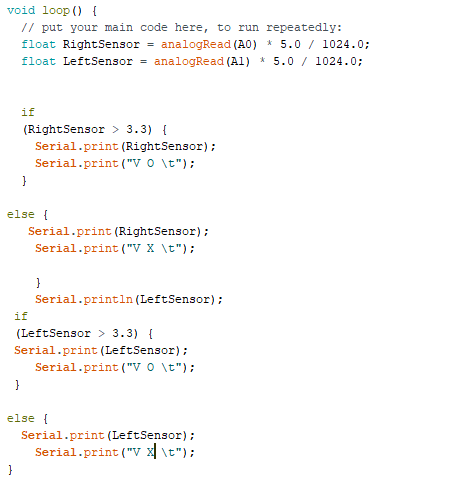 void loop() {
// put your main code here, to run repeatedly:
float RightSensor = analogRead(A0) * 5.0 / 1024.0;
float LeftSensor = analogRead(A1) * 5.0 / 1024.0;
if
(RightSensor > 3.3) {
Serial.print(RightSensor);
Serial.print("V O \t");
}
else {
Serial.print(RightSensor);
Serial.print("V X \t");
}
Serial.println(LeftSensor);
if
(LeftSensor > 3.3) {
Serial.print(LeftSensor);
Serial.print("V O \t");
}
else {
Serial.print(LeftSensor);
Serial.print("V X \t");
}